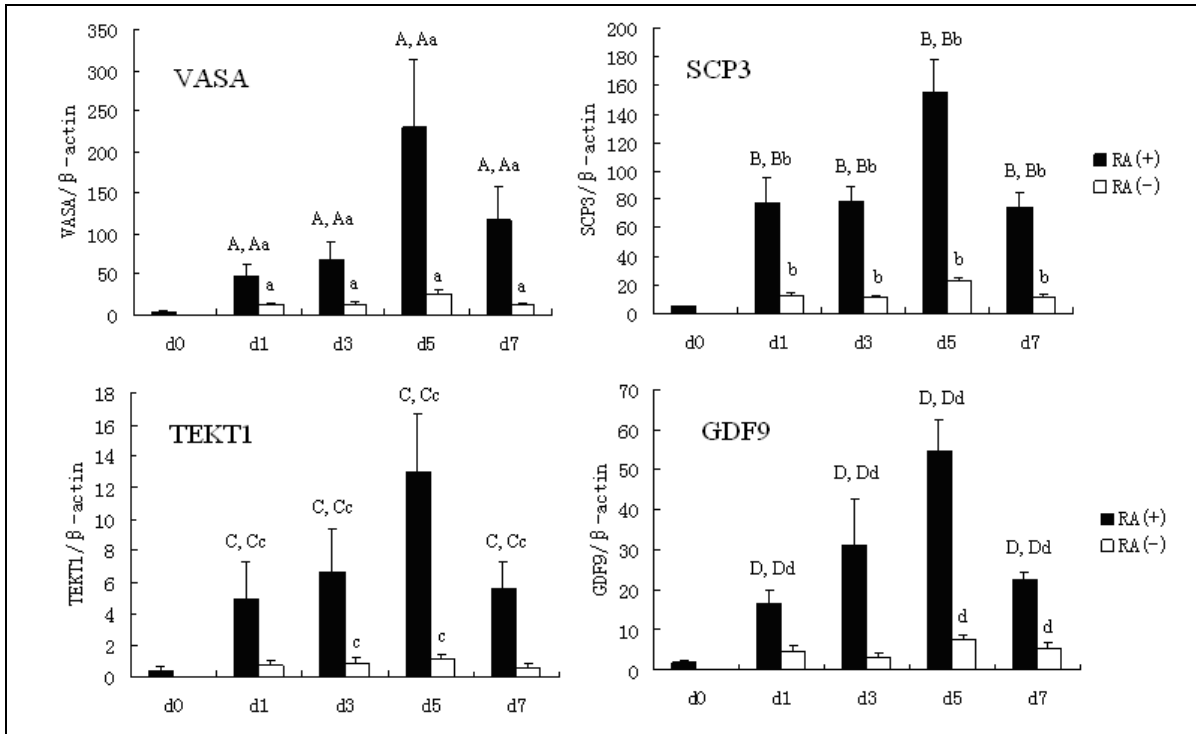 VASA
VASA/β-actin
350
300
250
200
150
100
50
0
A, Aa
A, Aa
a
A, Aa
a
A, Aa
a
a
d0 d1 d3 d5 d7
SCP3
SCP3/β-actin
200
180
160
140
120
100
80
60
40
20
0
B, Bb
b
B, Bb
b
B, Bb
b
B, Bb
b
d0 d1 d3 d5 d7
RA(+)
RA(-)
TEKT1
TEKT1/β-actin
18
16
14
12
10
8
6
4
2
0
C, Cc
C, Cc
c
C, Cc
c
C, Cc
d0 d1 d3 d5 d7
GDF9
GDF9/β-actin
70
60
50
40
30
20
10
0
D, Dd
D, Dd
D, Dd
d
D, Dd
d
d0 d1 d3 d5 d7
RA(+)
RA(-)